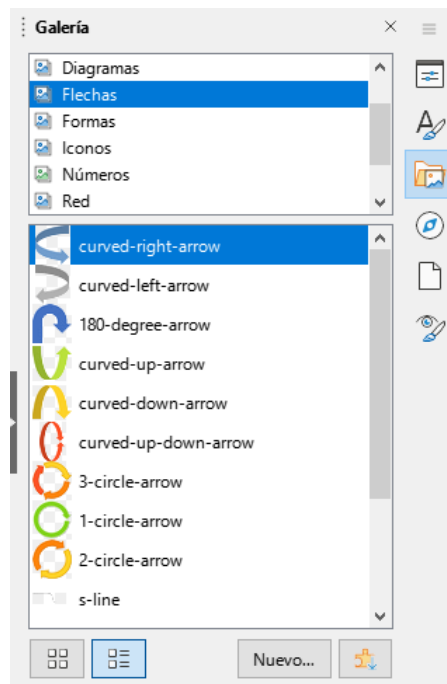 Galería
Diagramas
Flechas
Formas
Iconos
Números
Red
curved-right-arrow
curved-left-arrow
180-degree-arrow
curved-up-arrow
curved-down-arrow
curved-up-down-arrow
3-circle-arrow
1-circle-arrow
2-circle-arrow
s-line
Nuevo...